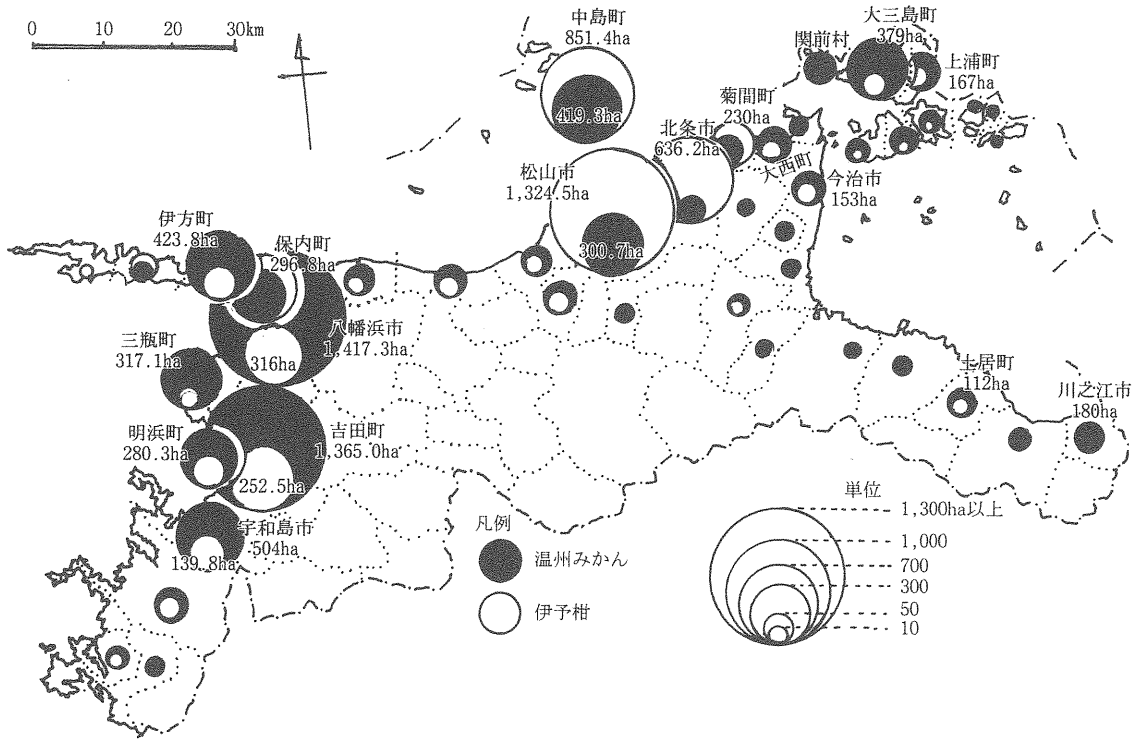 0 10 20 30km
中島町
851.4ha
419.3ha
大三島町
379ha
関前村
上浦町
167ha
菊間町
230ha
北条市
636.2ha
大西町
松山市
1,324.5ha
300.7ha
今治市
153ha
伊方町
423.8ha
保内町
296.8ha
八幡浜市
1,417.3ha
316ha
三瓶町
317.1ha
明浜町
280.3ha
吉田町
1,365.0ha
252.5ha
宇和島市
504ha
139.8ha
土居町
112ha
川之江市
180ha
凡例
温州みかん
伊予柑
単位
1,300ha以上
1,000
700
300
50
10